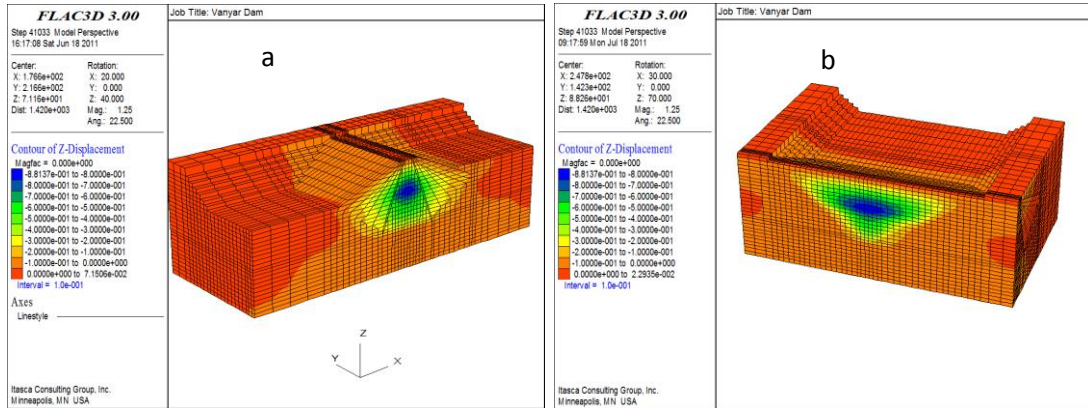 FLAC3D 3.00
Step 41033 Model Perspective
16:17:08 Sat Jun 18 2011
Center: Rotation:
X: 1.766e+002 X: 20.000
Y: 2.166e+002 Y: 0.000
Z: 7.116e+001 Z: 40.000
Dist: 1.420e+003 Mag.: 1.25
Ang.: 22.500
Contour of Z-Displacement
Magfac = 0.000e+000
-8.8137e-001 to -8.0000e-001
-8.0000e-001 to -7.0000e-001
-7.0000e-001 to -6.0000e-001
-6.0000e-001 to -5.0000e-001
-5.0000e-001 to -4.0000e-001
-4.0000e-001 to -3.0000e-001
-3.0000e-001 to -2.0000e-001
-2.0000e-001 to -1.0000e-001
-1.0000e-001 to 0.0000e+000
0.0000e+000 to 7.1506e-002
Interval = 1.0e-001
Axes
Linestyle
Itasca Consulting Group, Inc.
Minneapolis, MN USA
Job Title: Vanyar Dam
a
Z
Y
X
FLAC3D 3.00
Step 41033 Model Perspective
09:17:59 Mon Jul 18 2011
Center: Rotation:
X: 2.478e+002 X: 30.000
Y: 1.423e+002 Y: 0.000
Z: 8.826e+001 Z: 70.000
Dist: 1.420e+003 Mag.: 1.25
Ang.: 22.500
Contour of Z-Displacement
Magfac = 0.000e+000
-8.8137e-001 to -8.0000e-001
-8.0000e-001 to -7.0000e-001
-7.0000e-001 to -6.0000e-001
-6.0000e-001 to -5.0000e-001
-5.0000e-001 to -4.0000e-001
-4.0000e-001 to -3.0000e-001
-3.0000e-001 to -2.0000e-001
-2.0000e-001 to -1.0000e-001
-1.0000e-001 to 0.0000e+000
0.0000e+000 to 2.2935e-002
Interval = 1.0e-001
Itasca Consulting Group, Inc.
Minneapolis, MN USA
Job Title: Vanyar Dam
b